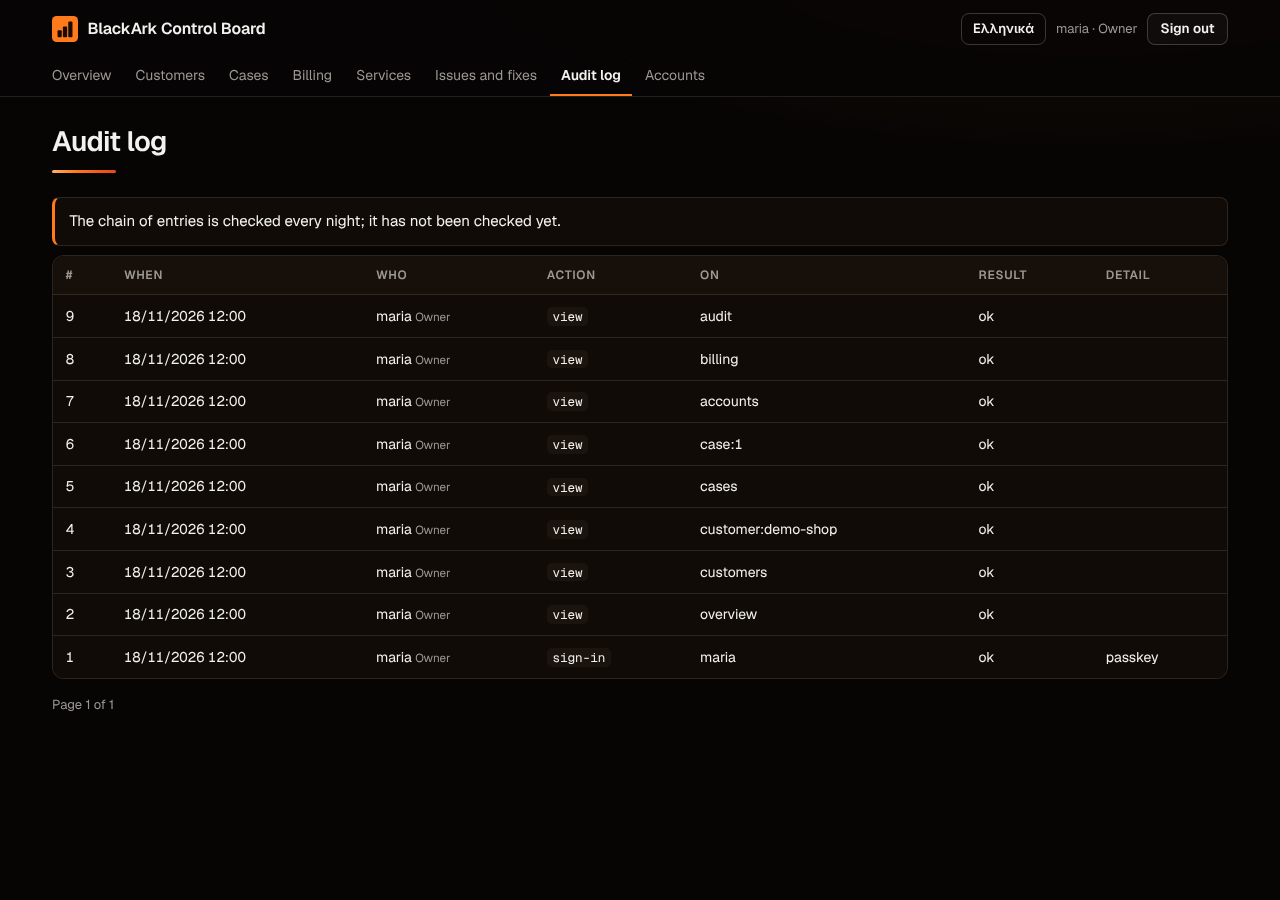 BlackArk Control Board
Ελληνικά
maria · Owner
Sign out
Overview Customers Cases Billing Services Issues and fixes Audit log Accounts
Audit log
The chain of entries is checked every night; it has not been checked yet.
# WHEN WHO ACTION ON RESULT DETAIL
9 18/11/2026 12:00 maria Owner view audit ok
8 18/11/2026 12:00 maria Owner view billing ok
7 18/11/2026 12:00 maria Owner view accounts ok
6 18/11/2026 12:00 maria Owner view case:1 ok
5 18/11/2026 12:00 maria Owner view cases ok
4 18/11/2026 12:00 maria Owner view customer:demo-shop ok
3 18/11/2026 12:00 maria Owner view customers ok
2 18/11/2026 12:00 maria Owner view overview ok
1 18/11/2026 12:00 maria Owner sign-in maria ok passkey
Page 1 of 1